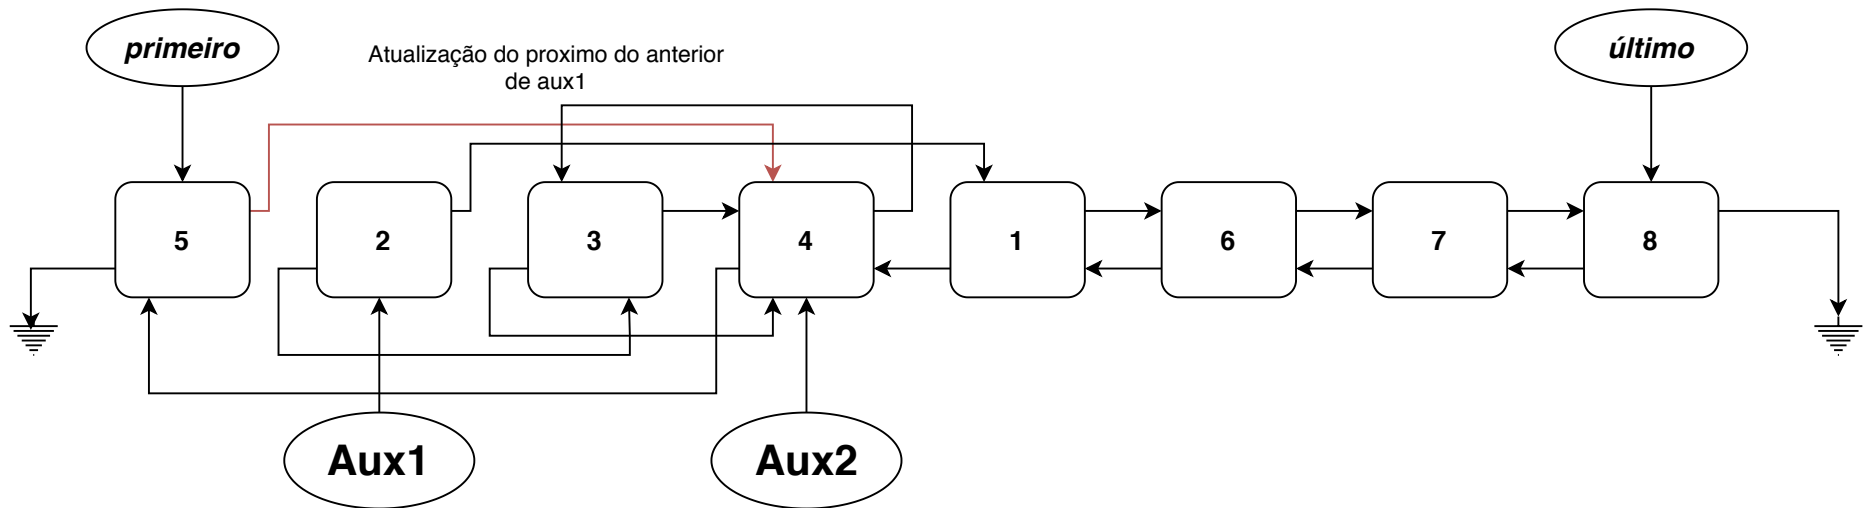 primeiro
Atualização do proximo do anterior
de aux1
último
5
2
3
4
1
6
7
8
Aux1
Aux2